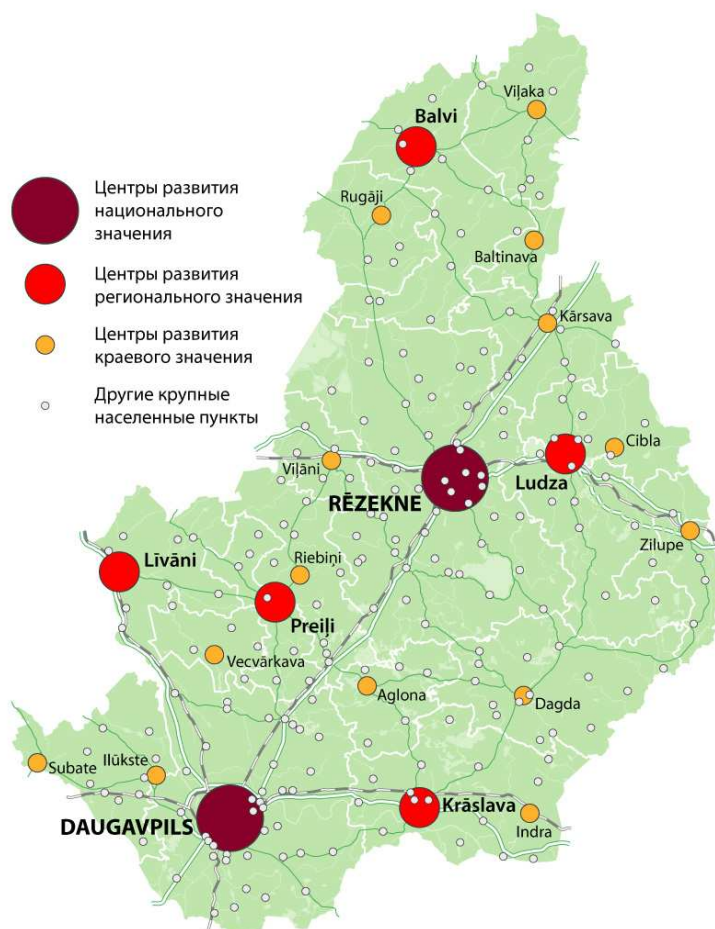 Viļaka
Balvi
Центры развития
национального
значения
Rugāji
Baltinava
Центры развития
регионального значения
Kārsava
Центры развития
краевого значения
Другие крупные
населенные пункты
Cibla
Viļāni
Ludza
RĒZEKNE
Zilupe
Līvāni
Riebiņi
Preiļi
Vecvārkava
Aglona
Dagda
Subate
Ilūkste
Krāslava
Indra
DAUGAVPILS